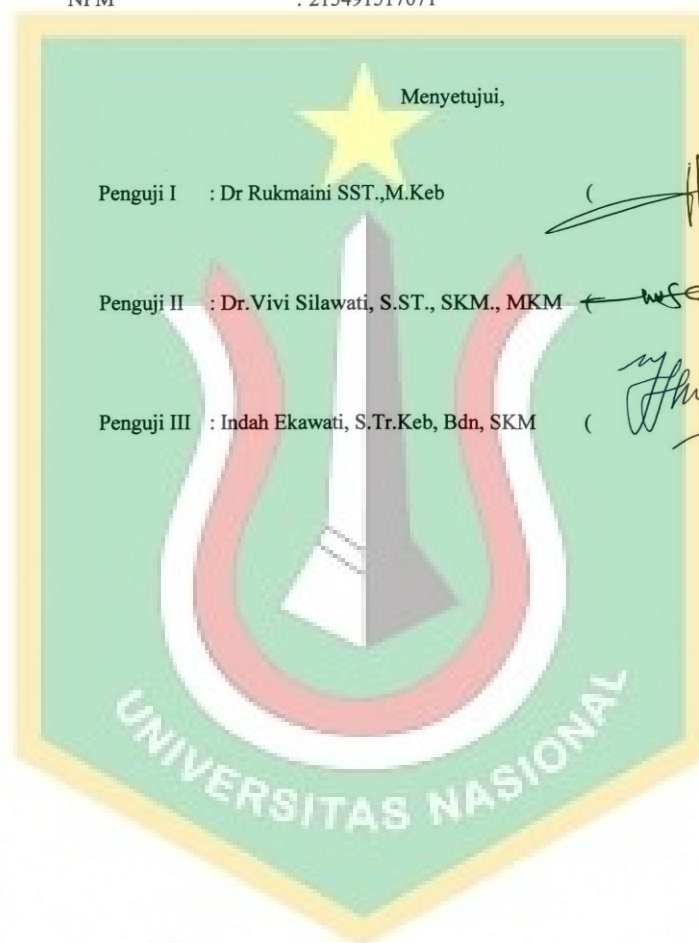 Menyetujui,
Penguji I : Dr Rukmaini SST.,M.Keb (
Penguji II : Dr.Vivi Silawati, S.ST., SKM., MKM (
Penguji III : Indah Ekawati, S.Tr.Keb, Bdn, SKM (
UNIVERSITAS NASIONAL